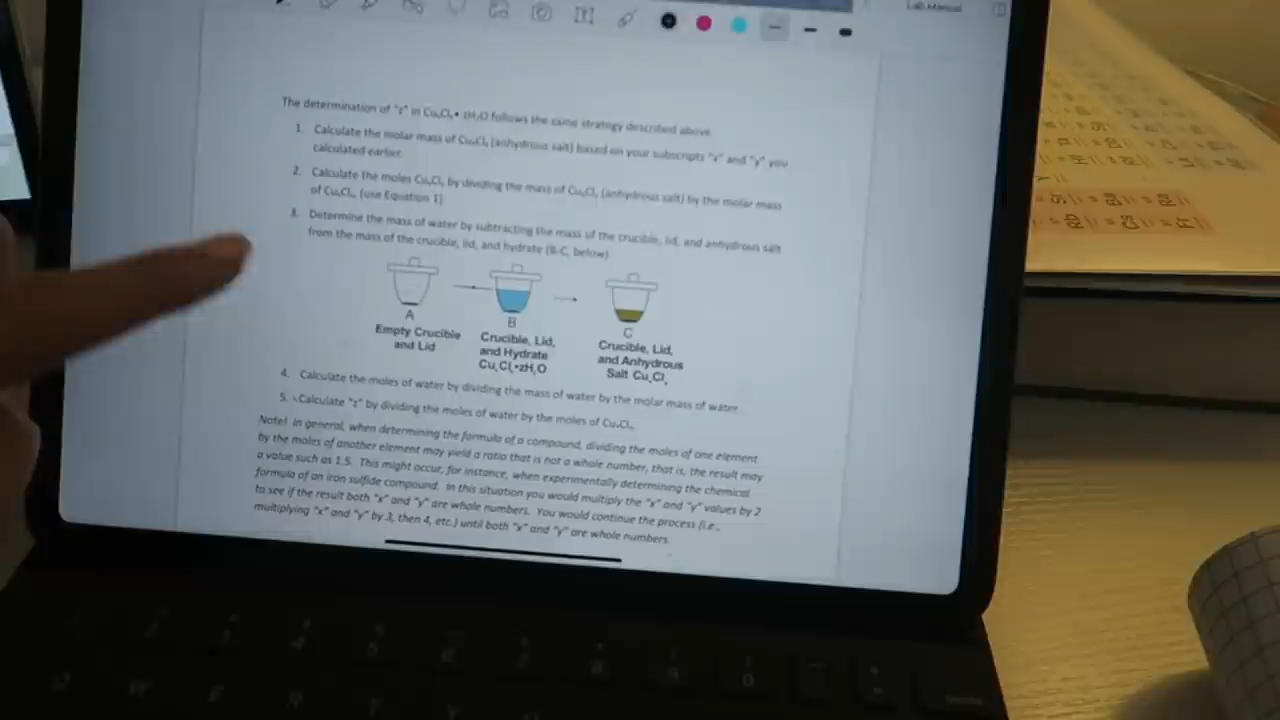 Lab Manual
The determination of "z" in CuₓClᵧ • zH₂O follows the same strategy described above.
1. Calculate the molar mass of CuₓClᵧ (anhydrous salt) based on your subscripts "x" and "y" you
calculated earlier.
2. Calculate the moles CuₓClᵧ by dividing the mass of CuₓClᵧ (anhydrous salt) by the molar mass
of CuₓClᵧ. (use Equation 1)
3. Determine the mass of water by subtracting the mass of the crucible, lid, and anhydrous salt
from the mass of the crucible, lid, and hydrate (B-C, below)
A
Empty Crucible
and Lid
B
Crucible, Lid,
and Hydrate
CuₓClᵧ•zH₂O
C
Crucible, Lid,
and Anhydrous
Salt CuₓClᵧ
4. Calculate the moles of water by dividing the mass of water by the molar mass of water.
5. Calculate "z" by dividing the moles of water by the moles of CuₓClᵧ.
Note! In general, when determining the formula of a compound, dividing the moles of one element
by the moles of another element may yield a ratio that is not a whole number, that is, the result may
a value such as 1.5. This might occur, for instance, when experimentally determining the chemical
formula of an iron sulfide compound. In this situation you would multiply the "x" and "y" values by 2
to see if the result both "x" and "y" are whole numbers. You would continue the process (i.e.,
multiplying "x" and "y" by 3, then 4, etc.) until both "x" and "y" are whole numbers.